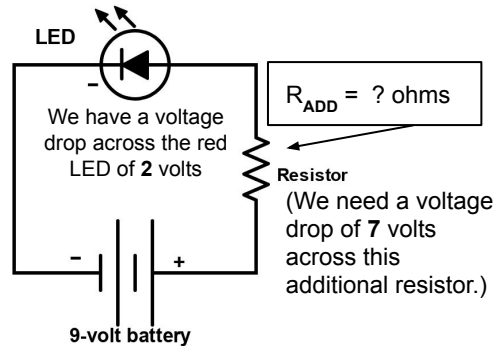 LED
-
We have a voltage
drop across the red
LED of 2 volts
R_ADD = ? ohms
Resistor
(We need a voltage
drop of 7 volts
across this
additional resistor.)
- +
9-volt battery